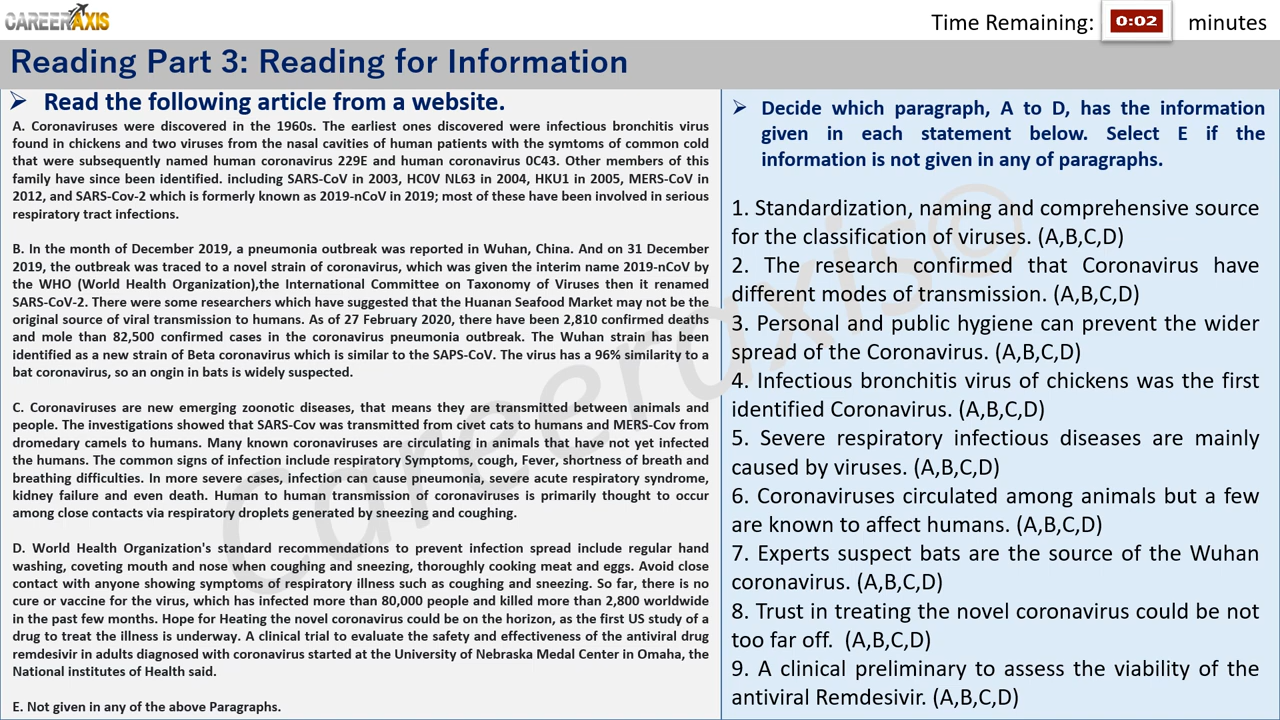 CAREERAXIS
Time Remaining: 0:02 minutes
Reading Part 3: Reading for Information
➢ Read the following article from a website.
A. Coronaviruses were discovered in the 1960s. The earliest ones discovered were infectious bronchitis virus
found in chickens and two viruses from the nasal cavities of human patients with the symtoms of common cold
that were subsequently named human coronavirus 229E and human coronavirus 0C43. Other members of this
family have since been identified. including SARS-CoV in 2003, HC0V NL63 in 2004, HKU1 in 2005, MERS-CoV in
2012, and SARS-Cov-2 which is formerly known as 2019-nCoV in 2019; most of these have been involved in serious
respiratory tract infections.
B. In the month of December 2019, a pneumonia outbreak was reported in Wuhan, China. And on 31 December
2019, the outbreak was traced to a novel strain of coronavirus, which was given the interim name 2019-nCoV by
the WHO (World Health Organization),the International Committee on Taxonomy of Viruses then it renamed
SARS-CoV-2. There were some researchers which have suggested that the Huanan Seafood Market may not be the
original source of viral transmission to humans. As of 27 February 2020, there have been 2,810 confirmed deaths
and mole than 82,500 confirmed cases in the coronavirus pneumonia outbreak. The Wuhan strain has been
identified as a new strain of Beta coronavirus which is similar to the SAPS-CoV. The virus has a 96% similarity to a
bat coronavirus, so an ongin in bats is widely suspected.
C. Coronaviruses are new emerging zoonotic diseases, that means they are transmitted between animals and
people. The investigations showed that SARS-Cov was transmitted from civet cats to humans and MERS-Cov from
dromedary camels to humans. Many known coronaviruses are circulating in animals that have not yet infected
the humans. The common signs of infection include respiratory Symptoms, cough, Fever, shortness of breath and
breathing difficulties. In more severe cases, infection can cause pneumonia, severe acute respiratory syndrome,
kidney failure and even death. Human to human transmission of coronaviruses is primarily thought to occur
among close contacts via respiratory droplets generated by sneezing and coughing.
D. World Health Organization's standard recommendations to prevent infection spread include regular hand
washing, coveting mouth and nose when coughing and sneezing, thoroughly cooking meat and eggs. Avoid close
contact with anyone showing symptoms of respiratory illness such as coughing and sneezing. So far, there is no
cure or vaccine for the virus, which has infected more than 80,000 people and killed more than 2,800 worldwide
in the past few months. Hope for Heating the novel coronavirus could be on the horizon, as the first US study of a
drug to treat the illness is underway. A clinical trial to evaluate the safety and effectiveness of the antiviral drug
remdesivir in adults diagnosed with coronavirus started at the University of Nebraska Medal Center in Omaha, the
National institutes of Health said.
E. Not given in any of the above Paragraphs.
➢ Decide which paragraph, A to D, has the information
given in each statement below. Select E if the
information is not given in any of paragraphs.
1. Standardization, naming and comprehensive source
for the classification of viruses. (A,B,C,D)
2. The research confirmed that Coronavirus have
different modes of transmission. (A,B,C,D)
3. Personal and public hygiene can prevent the wider
spread of the Coronavirus. (A,B,C,D)
4. Infectious bronchitis virus of chickens was the first
identified Coronavirus. (A,B,C,D)
5. Severe respiratory infectious diseases are mainly
caused by viruses. (A,B,C,D)
6. Coronaviruses circulated among animals but a few
are known to affect humans. (A,B,C,D)
7. Experts suspect bats are the source of the Wuhan
coronavirus. (A,B,C,D)
8. Trust in treating the novel coronavirus could be not
too far off. (A,B,C,D)
9. A clinical preliminary to assess the viability of the
antiviral Remdesivir. (A,B,C,D)
Careeraxis©